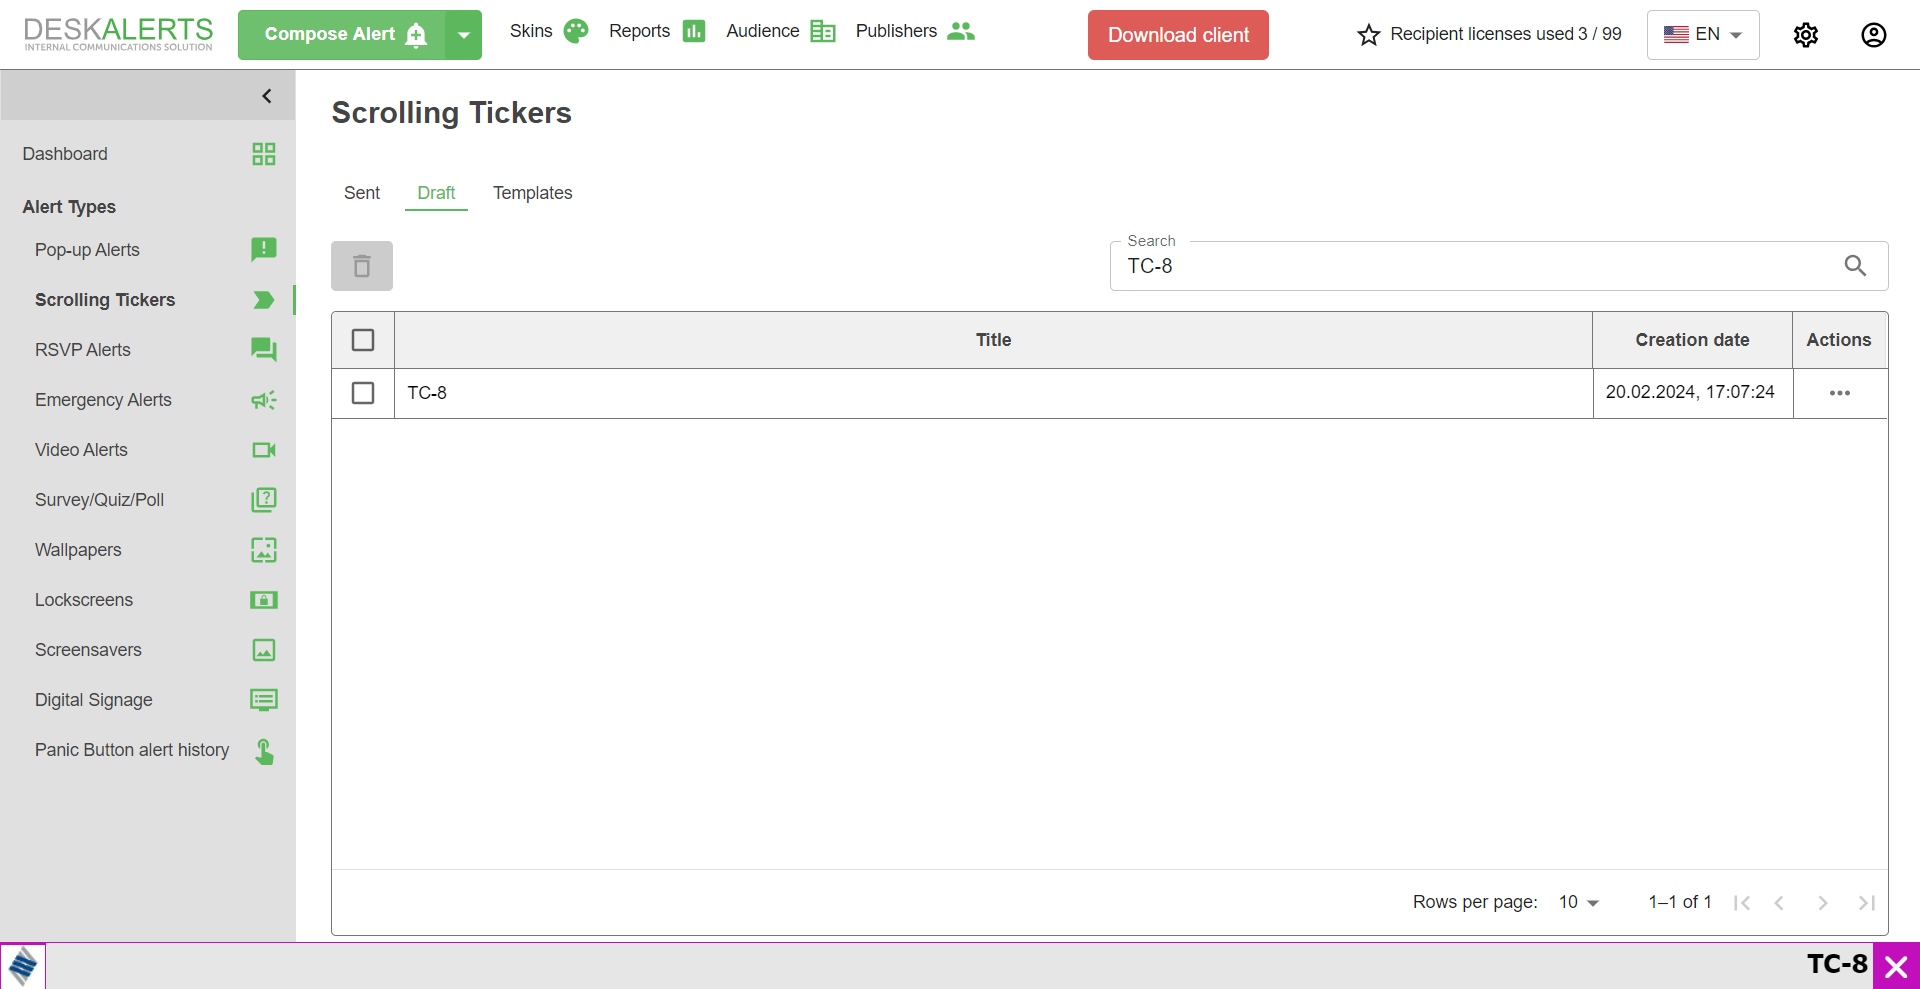 DESKALERTS
INTERNAL COMMUNICATIONS SOLUTION
Compose Alert
Skins
Reports
Audience
Publishers
Download client
Recipient licenses used 3 / 99
EN
Dashboard
Alert Types
Pop-up Alerts
Scrolling Tickers
RSVP Alerts
Emergency Alerts
Video Alerts
Survey/Quiz/Poll
Wallpapers
Lockscreens
Screensavers
Digital Signage
Panic Button alert history
Scrolling Tickers
Sent
Draft
Templates
Search
TC-8
Title
Creation date
Actions
TC-8
20.02.2024, 17:07:24
Rows per page:
10
1–1 of 1
TC-8